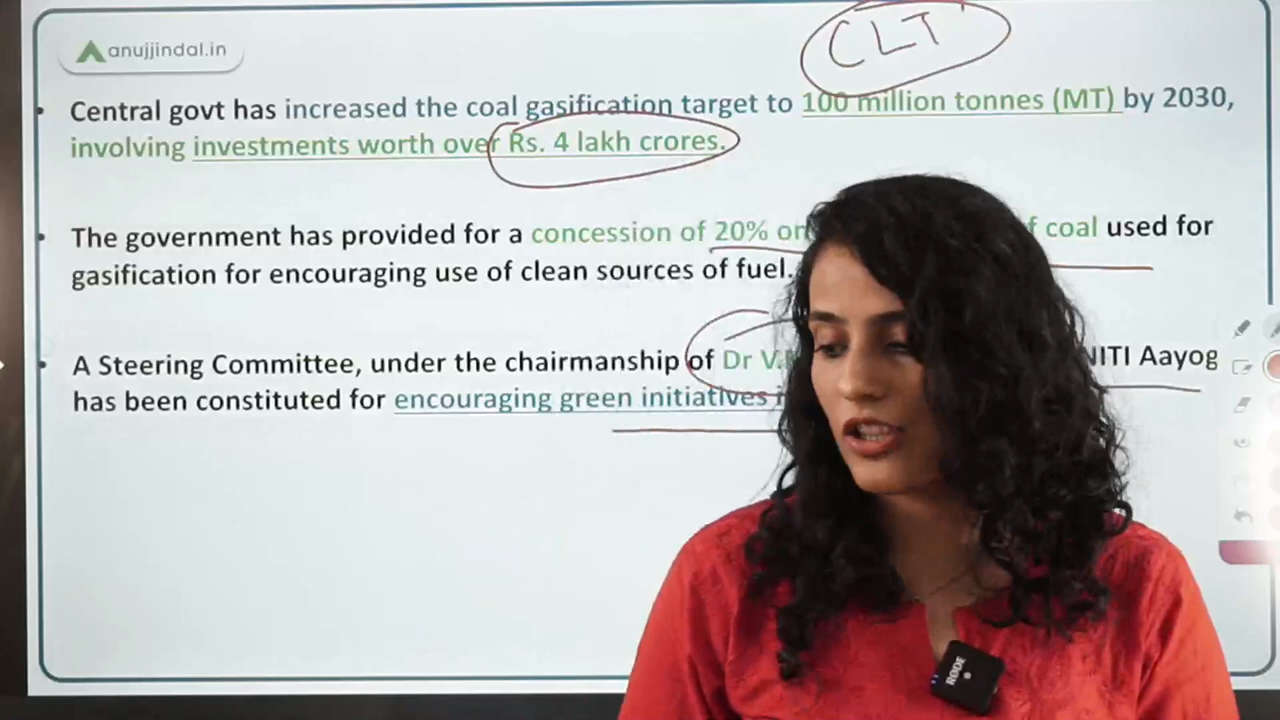 CLT
anujjindal.in
Central govt has increased the coal gasification target to 100 million tonnes (MT) by 2030,
involving investments worth over Rs. 4 lakh crores.
The government has provided for a concession of 20% on f coal used for
gasification for encouraging use of clean sources of fuel.
A Steering Committee, under the chairmanship of Dr V. NITI Aayog
has been constituted for encouraging green initiatives
RODE